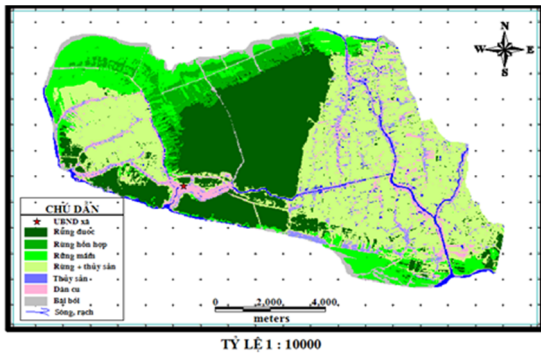 N
W E
S
CHÚ DẪN
UBND xã
Rừng đước
Rừng hỗn hợp
Rừng mắm
Rừng + thủy sản
Thủy sản
Dân cư
Bãi bồi
Sông, rạch
0 2,000 4,000
meters
TỶ LỆ 1 : 10000